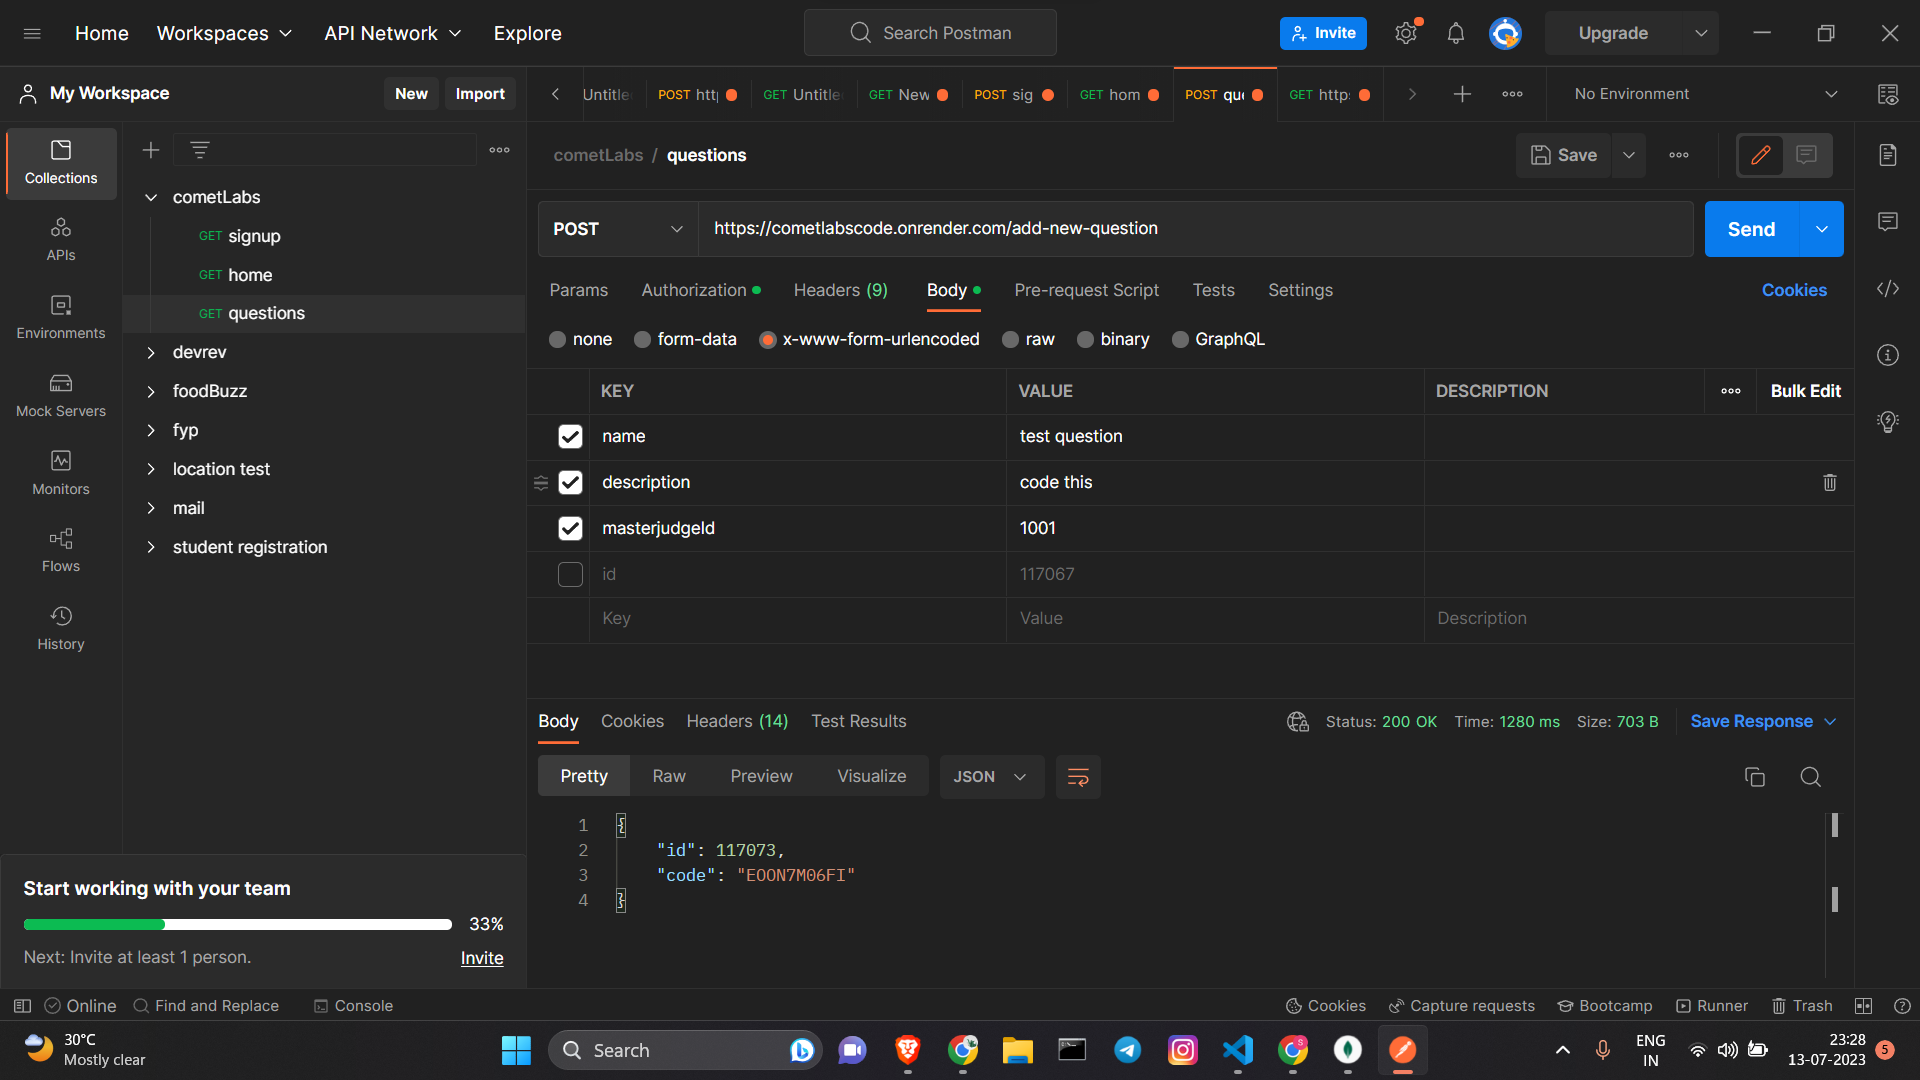 Home
Workspaces
API Network
Explore
Search Postman
Invite
Upgrade
My Workspace
New
Import
Untitle
POST htt
GET Untitle
GET New
POST sig
GET hom
POST que
GET http:
No Environment
Collections
APIs
Environments
Mock Servers
Monitors
Flows
History
cometLabs
GET signup
GET home
GET questions
devrev
foodBuzz
fyp
location test
mail
student registration
cometLabs / questions
Save
POST
https://cometlabscode.onrender.com/add-new-question
Send
Params
Authorization
Headers (9)
Body
Pre-request Script
Tests
Settings
Cookies
none
form-data
x-www-form-urlencoded
raw
binary
GraphQL
KEY VALUE DESCRIPTION
Bulk Edit
name test question
description code this
masterjudgeId 1001
id 117067
Key Value Description
Body
Cookies
Headers (14)
Test Results
Status: 200 OK
Time: 1280 ms
Size: 703 B
Save Response
Pretty
Raw
Preview
Visualize
JSON
1 {
2 "id": 117073,
3 "code": "EOON7M06FI"
4 }
Start working with your team
33%
Next: Invite at least 1 person.
Invite
Online
Find and Replace
Console
Cookies
Capture requests
Bootcamp
Runner
Trash
30°C
Mostly clear
Search
ENG
IN
23:28
13-07-2023
5